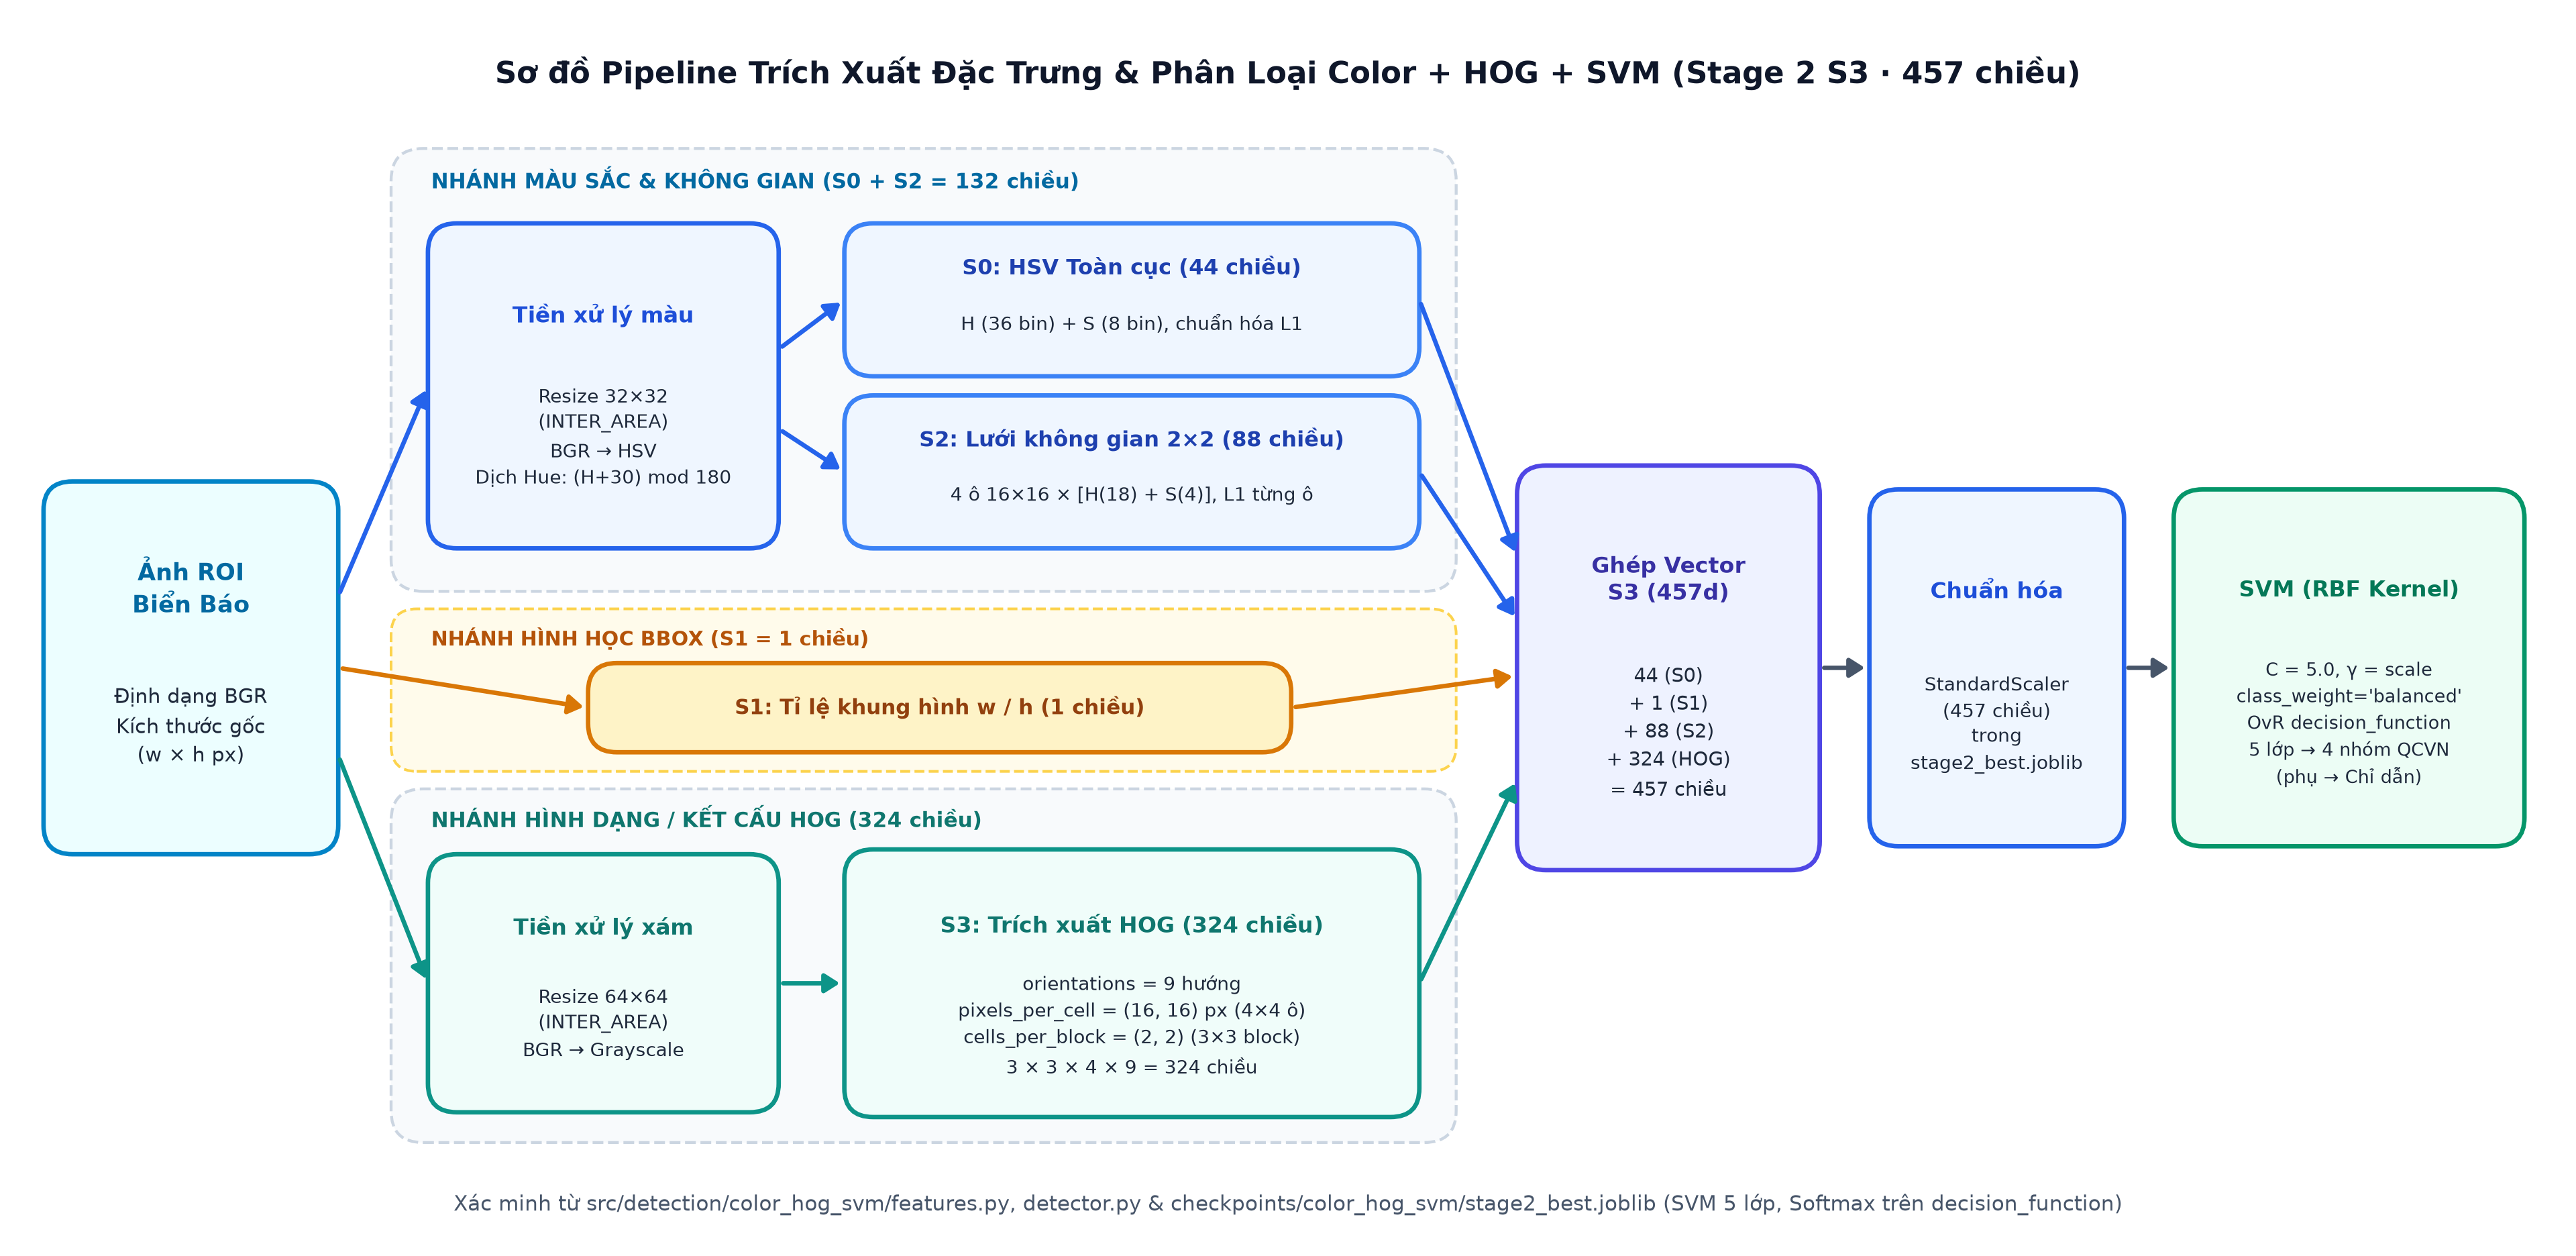 Sơ đồ Pipeline Trích Xuất Đặc Trưng & Phân Loại Color + HOG + SVM (Stage 2 S3 · 457 chiều)
Ảnh ROI
Biển Báo
Định dạng BGR
Kích thước gốc
(w × h px)
NHÁNH MÀU SẮC & KHÔNG GIAN (S0 + S2 = 132 chiều)
Tiền xử lý màu
Resize 32×32
(INTER_AREA)
BGR → HSV
Dịch Hue: (H+30) mod 180
S0: HSV Toàn cục (44 chiều)
H (36 bin) + S (8 bin), chuẩn hóa L1
S2: Lưới không gian 2×2 (88 chiều)
4 ô 16×16 × [H(18) + S(4)], L1 từng ô
NHÁNH HÌNH HỌC BBOX (S1 = 1 chiều)
S1: Tỉ lệ khung hình w / h (1 chiều)
NHÁNH HÌNH DẠNG / KẾT CẤU HOG (324 chiều)
Tiền xử lý xám
Resize 64×64
(INTER_AREA)
BGR → Grayscale
S3: Trích xuất HOG (324 chiều)
orientations = 9 hướng
pixels_per_cell = (16, 16) px (4×4 ô)
cells_per_block = (2, 2) (3×3 block)
3 × 3 × 4 × 9 = 324 chiều
Ghép Vector
S3 (457d)
44 (S0)
+ 1 (S1)
+ 88 (S2)
+ 324 (HOG)
= 457 chiều
Chuẩn hóa
StandardScaler
(457 chiều)
trong
stage2_best.joblib
SVM (RBF Kernel)
C = 5.0, γ = scale
class_weight='balanced'
OvR decision_function
5 lớp → 4 nhóm QCVN
(phụ → Chỉ dẫn)
Xác minh từ src/detection/color_hog_svm/features.py, detector.py & checkpoints/color_hog_svm/stage2_best.joblib (SVM 5 lớp, Softmax trên decision_function)